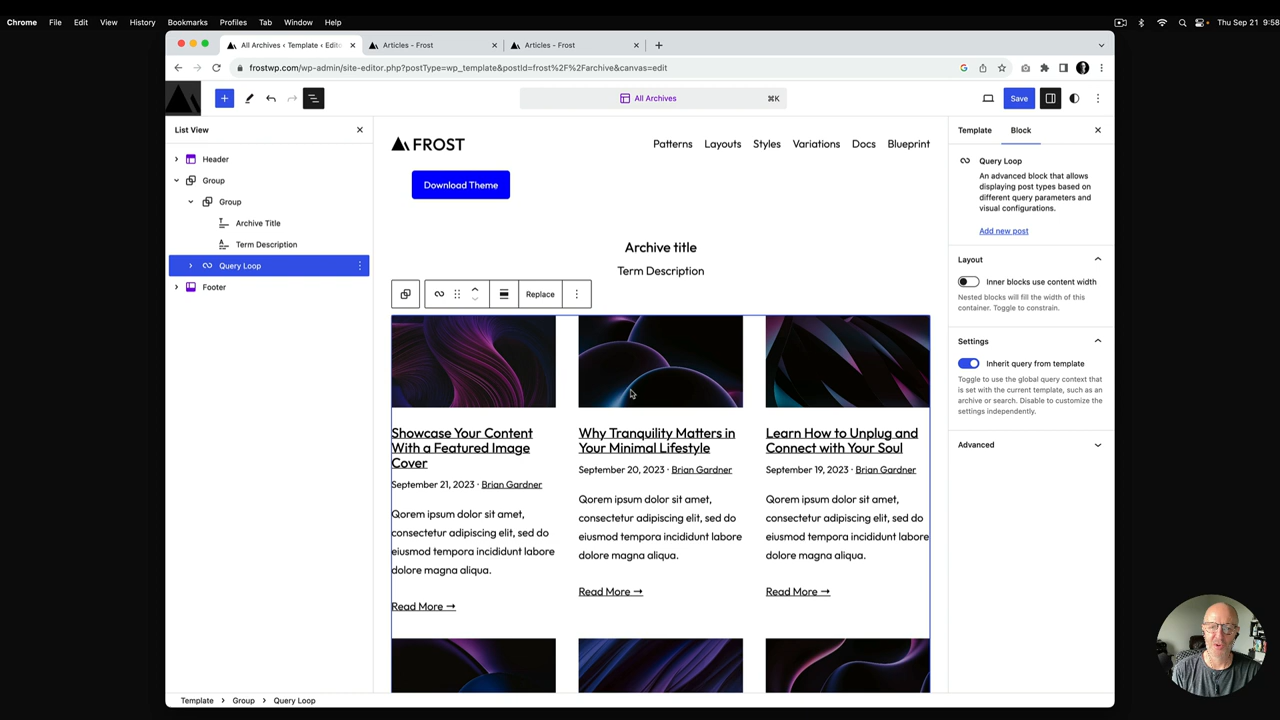 Chrome File Edit View History Bookmarks Profiles Tab Window Help
Thu Sep 21 9:58
All Archives ‹ Template ‹ Edito
Articles - Frost
Articles - Frost
frostwp.com/wp-admin/site-editor.php?postType=wp_template&postId=frost%2F%2Farchive&canvas=edit
All Archives
⌘K
Save
List View
Header
Group
Group
Archive Title
Term Description
Query Loop
Footer
FROST
Patterns Layouts Styles Variations Docs Blueprint
Download Theme
Archive title
Term Description
Replace
Showcase Your Content
With a Featured Image
Cover
September 21, 2023 · Brian Gardner
Qorem ipsum dolor sit amet,
consectetur adipiscing elit, sed do
eiusmod tempora incididunt labore
dolore magna aliqua.
Read More →
Why Tranquility Matters in
Your Minimal Lifestyle
September 20, 2023 · Brian Gardner
Qorem ipsum dolor sit amet,
consectetur adipiscing elit, sed do
eiusmod tempora incididunt labore
dolore magna aliqua.
Read More →
Learn How to Unplug and
Connect with Your Soul
September 19, 2023 · Brian Gardner
Qorem ipsum dolor sit amet,
consectetur adipiscing elit, sed do
eiusmod tempora incididunt labore
dolore magna aliqua.
Read More →
Template Block
Query Loop
An advanced block that allows
displaying post types based on
different query parameters and
visual configurations.
Add new post
Layout
Inner blocks use content width
Nested blocks will fill the width of this
container. Toggle to constrain.
Settings
Inherit query from template
Toggle to use the global query context that
is set with the current template, such as an
archive or search. Disable to customize the
settings independently.
Advanced
Template › Group › Query Loop